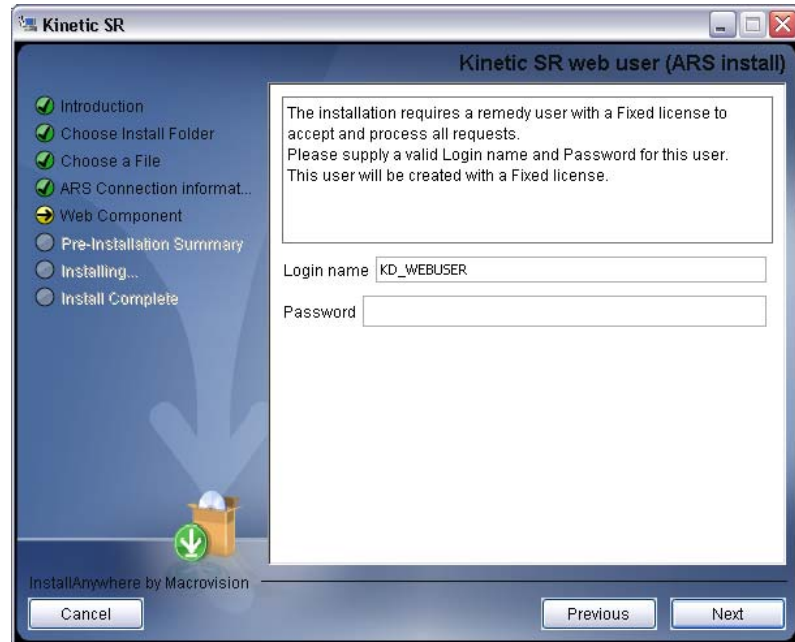 Kinetic SR
Kinetic SR web user (ARS install)
Introduction
Choose Install Folder
Choose a File
ARS Connection informat...
Web Component
Pre-Installation Summary
Installing...
Install Complete
The installation requires a remedy user with a Fixed license to
accept and process all requests.
Please supply a valid Login name and Password for this user.
This user will be created with a Fixed license.
Login name KD_WEBUSER
Password
InstallAnywhere by Macrovision
Cancel Previous Next